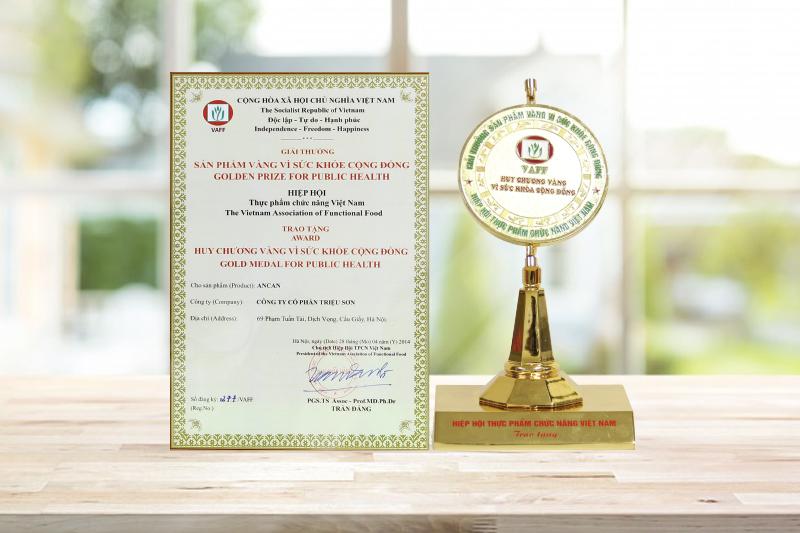 VAFF
CỘNG HÒA XÃ HỘI CHỦ NGHĨA VIỆT NAM
The Socialist Republic of Vietnam
Độc lập - Tự do - Hạnh phúc
Independence - Freedom - Happiness
GIẢI THƯỞNG
SẢN PHẨM VÀNG VÌ SỨC KHỎE CỘNG ĐỒNG
GOLDEN PRIZE FOR PUBLIC HEALTH
HIỆP HỘI
Thực phẩm chức năng Việt Nam
The Vietnam Association of Functional Food
TRAO TẶNG
AWARD
HUY CHƯƠNG VÀNG VÌ SỨC KHỎE CỘNG ĐỒNG
GOLD MEDAL FOR PUBLIC HEALTH
Cho sản phẩm (Product): ANCAN
Công ty (Company): CÔNG TY CỔ PHẦN TRIỆU SƠN
Địa chỉ (Address): 69 Phạm Tuấn Tài, Dịch Vọng, Cầu Giấy, Hà Nội
Hà Nội, ngày (Date) 28 tháng (Mo) 04 năm (Y) 2014
Chủ tịch Hiệp Hội TPCN Việt Nam
President of the Vietnam Association of Functional Food
Số đăng ký: /VAFF
(Reg.No.)
PGS.TS Assoc - Prof.MD.Ph.Dr
TRẦN ĐÁNG
GIẢI THƯỞNG SẢN PHẨM VÀNG VÌ SỨC KHỎE CỘNG ĐỒNG
VAFF
HUY CHƯƠNG VÀNG
VÌ SỨC KHỎA CỘNG ĐỒNG
HIỆP HỘI THỰC PHẨM CHỨC NĂNG VIỆT NAM
HIỆP HỘI THỰC PHẨM CHỨC NĂNG VIỆT NAM
Trao tặng